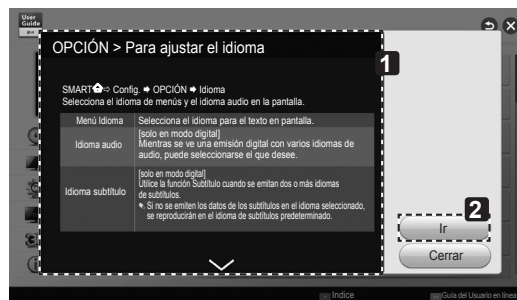 User
Guide
OPCIÓN > Para ajustar el idioma
1
SMART ⇨ Config. ➡ OPCIÓN ➡ Idioma
Selecciona el idioma de menús y el idioma audio en la pantalla.
Menú Idioma Selecciona el idioma para el texto en pantalla.
Idioma audio [solo en modo digital]
Mientras se ve una emisión digital con varios idiomas de
audio, puede seleccionarse el que desee.
Idioma subtítulo [solo en modo digital]
Utilice la función Subtítulo cuando se emitan dos o más idiomas
de subtítulos.
Si no se emiten los datos de los subtítulos en el idioma seleccionado,
se reproducirán en el idioma de subtítulos predeterminado.
2
Ir
Cerrar
Indice
Guía del Usuario en línea